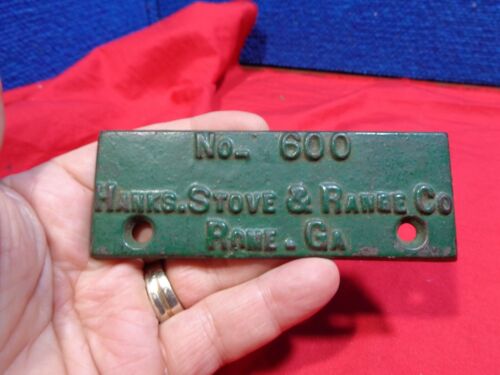 No- 600
HANKS.STOVE & RANGE CO
ROME . GA